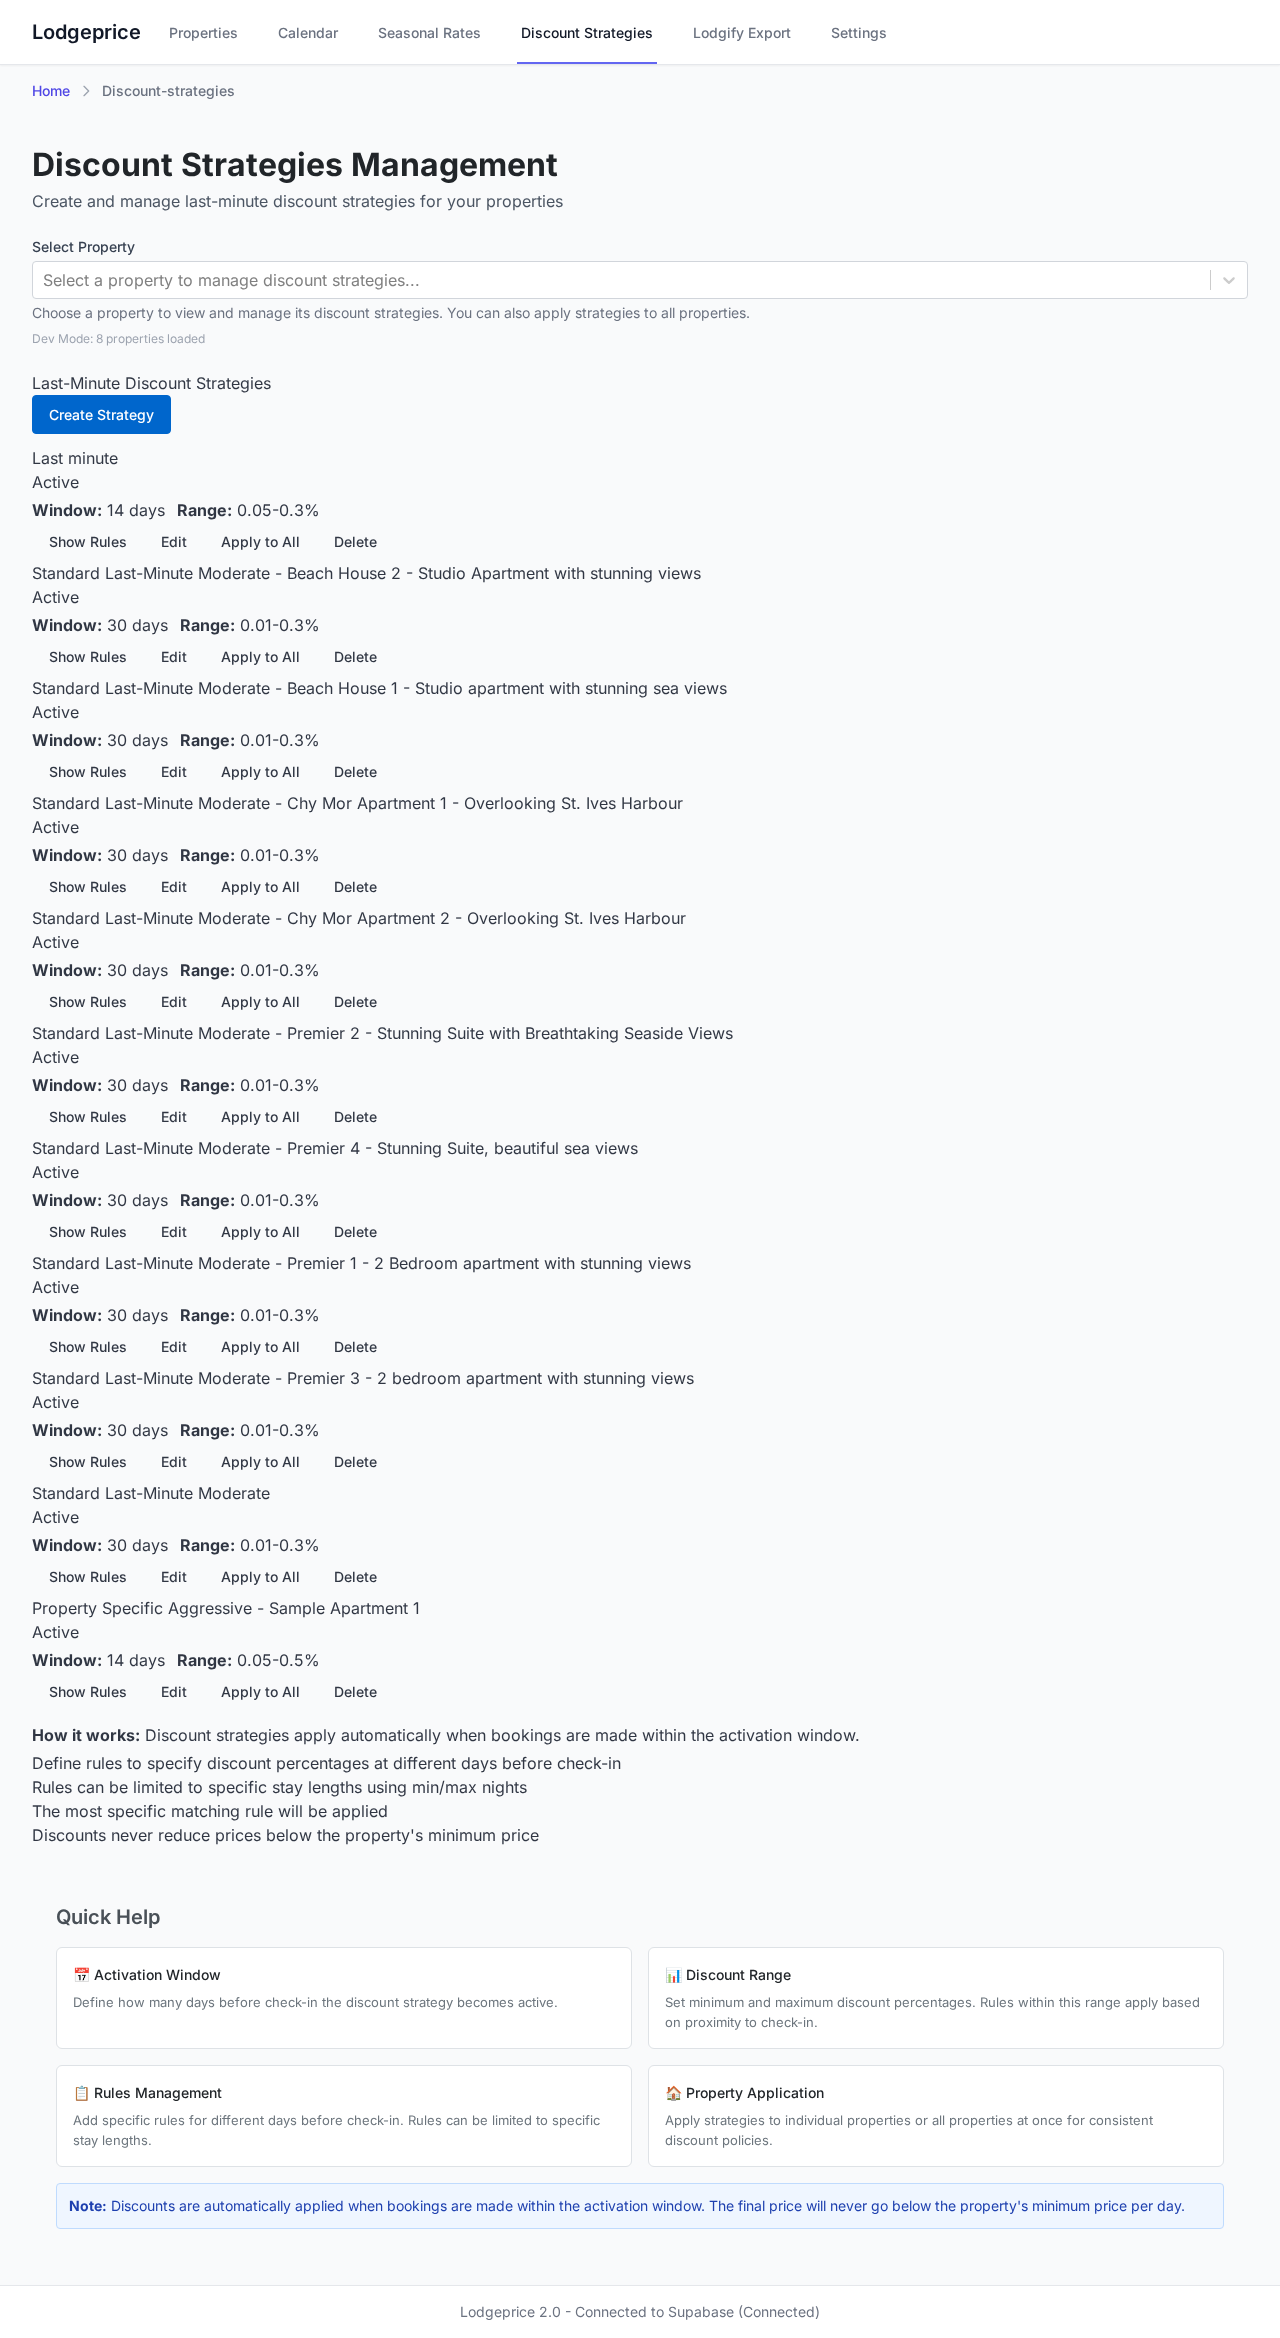 Lodgeprice Properties Calendar Seasonal Rates Discount Strategies Lodgify Export Settings
Home Discount-strategies
Discount Strategies Management
Create and manage last-minute discount strategies for your properties
Select Property
Select a property to manage discount strategies...
Choose a property to view and manage its discount strategies. You can also apply strategies to all properties.
Dev Mode: 8 properties loaded
Last-Minute Discount Strategies
Create Strategy
Last minute
Active
Window: 14 days Range: 0.05-0.3%
Show Rules Edit Apply to All Delete
Standard Last-Minute Moderate - Beach House 2 - Studio Apartment with stunning views
Active
Window: 30 days Range: 0.01-0.3%
Show Rules Edit Apply to All Delete
Standard Last-Minute Moderate - Beach House 1 - Studio apartment with stunning sea views
Active
Window: 30 days Range: 0.01-0.3%
Show Rules Edit Apply to All Delete
Standard Last-Minute Moderate - Chy Mor Apartment 1 - Overlooking St. Ives Harbour
Active
Window: 30 days Range: 0.01-0.3%
Show Rules Edit Apply to All Delete
Standard Last-Minute Moderate - Chy Mor Apartment 2 - Overlooking St. Ives Harbour
Active
Window: 30 days Range: 0.01-0.3%
Show Rules Edit Apply to All Delete
Standard Last-Minute Moderate - Premier 2 - Stunning Suite with Breathtaking Seaside Views
Active
Window: 30 days Range: 0.01-0.3%
Show Rules Edit Apply to All Delete
Standard Last-Minute Moderate - Premier 4 - Stunning Suite, beautiful sea views
Active
Window: 30 days Range: 0.01-0.3%
Show Rules Edit Apply to All Delete
Standard Last-Minute Moderate - Premier 1 - 2 Bedroom apartment with stunning views
Active
Window: 30 days Range: 0.01-0.3%
Show Rules Edit Apply to All Delete
Standard Last-Minute Moderate - Premier 3 - 2 bedroom apartment with stunning views
Active
Window: 30 days Range: 0.01-0.3%
Show Rules Edit Apply to All Delete
Standard Last-Minute Moderate
Active
Window: 30 days Range: 0.01-0.3%
Show Rules Edit Apply to All Delete
Property Specific Aggressive - Sample Apartment 1
Active
Window: 14 days Range: 0.05-0.5%
Show Rules Edit Apply to All Delete
How it works: Discount strategies apply automatically when bookings are made within the activation window.
Define rules to specify discount percentages at different days before check-in
Rules can be limited to specific stay lengths using min/max nights
The most specific matching rule will be applied
Discounts never reduce prices below the property's minimum price
Quick Help
📅 Activation Window
Define how many days before check-in the discount strategy becomes active.
📊 Discount Range
Set minimum and maximum discount percentages. Rules within this range apply based
on proximity to check-in.
📋 Rules Management
Add specific rules for different days before check-in. Rules can be limited to specific
stay lengths.
🏠 Property Application
Apply strategies to individual properties or all properties at once for consistent
discount policies.
Note: Discounts are automatically applied when bookings are made within the activation window. The final price will never go below the property's minimum price per day.
Lodgeprice 2.0 - Connected to Supabase (Connected)